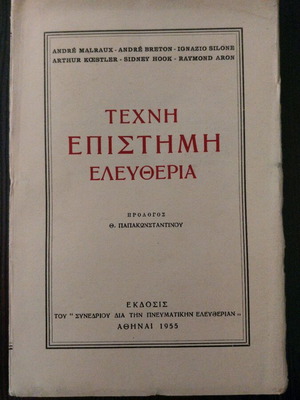 ANDRÉ MALRAUX - ANDRÉ BRETON - IGNAZIO SILONE
ARTHUR KŒSTLER - SIDNEY HOOK - RAYMOND ARON
ΤΕΧΝΗ
ΕΠΙΣΤΗΜΗ
ΕΛΕΥΘΕΡΙΑ
ΠΡΟΛΟΓΟΣ
Θ. ΠΑΠΑΚΩΝΣΤΑΝΤΙΝΟΥ
ΕΚΔΟΣΙΣ
ΤΟΥ « ΣΥΝΕΔΡΙΟΥ ΔΙΑ ΤΗΝ ΠΝΕΥΜΑΤΙΚΗΝ ΕΛΕΥΘΕΡΙΑΝ »
ΑΘΗΝΑΙ 1955